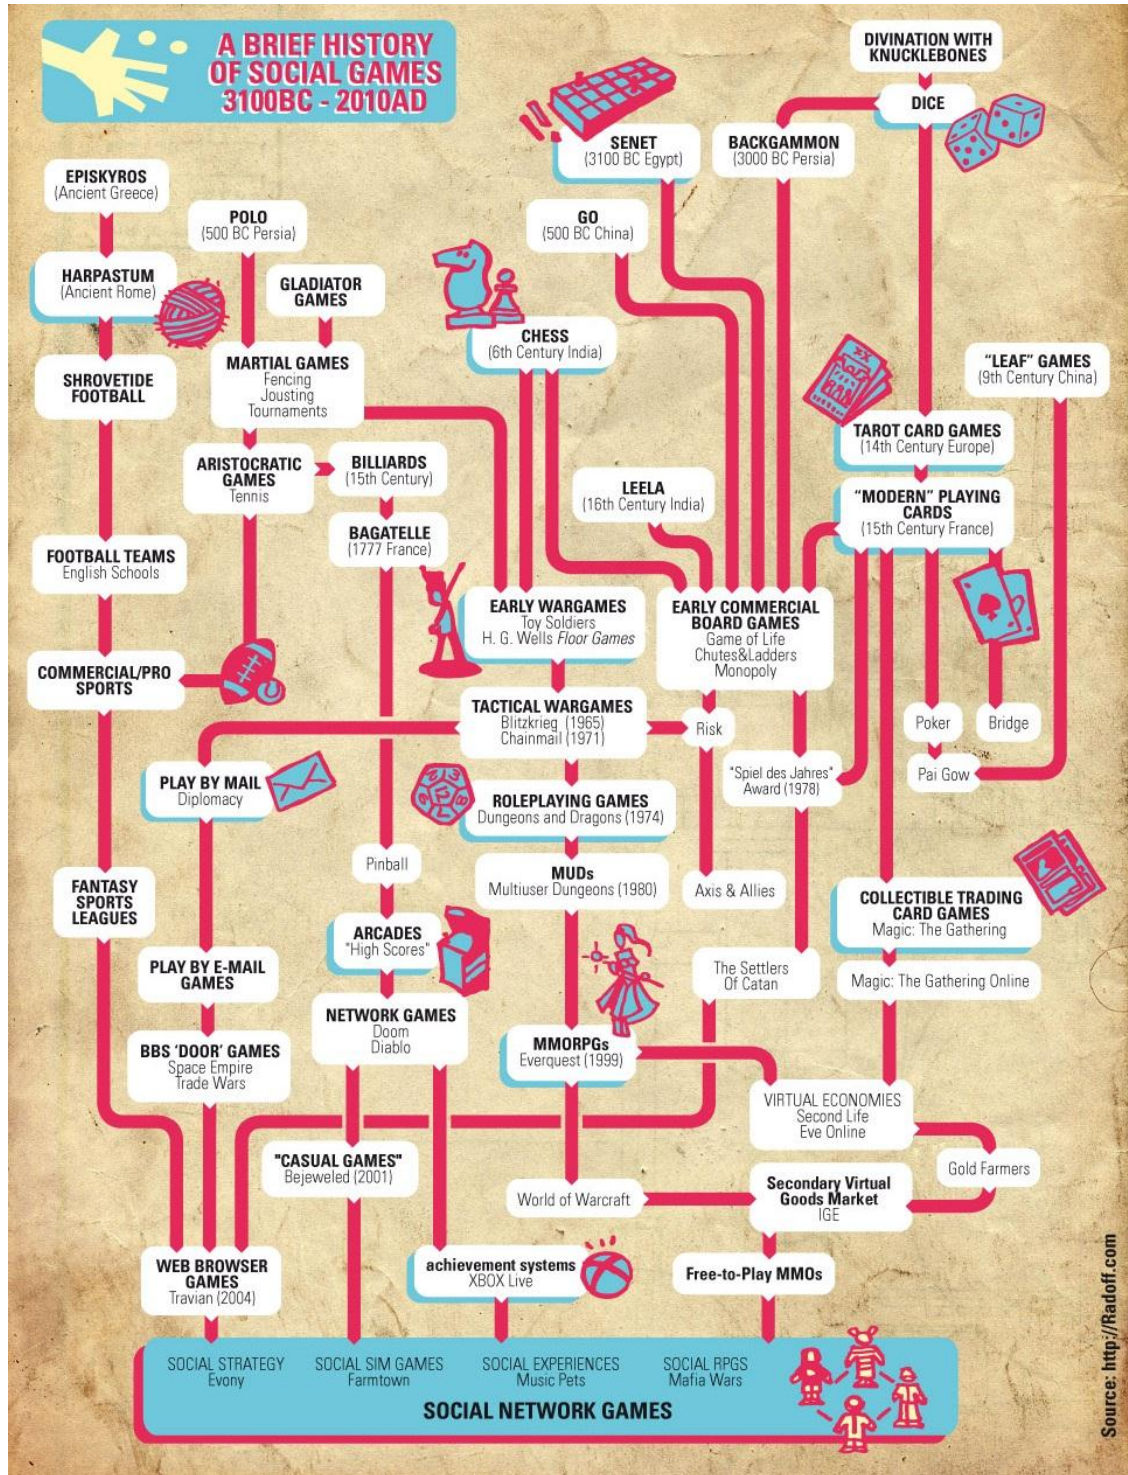 A BRIEF HISTORY
OF SOCIAL GAMES
3100BC - 2010AD
DIVINATION WITH
KNUCKLEBONES
DICE
SENET
(3100 BC Egypt)
BACKGAMMON
(3000 BC Persia)
EPISKYROS
(Ancient Greece)
POLO
(500 BC Persia)
GO
(500 BC China)
HARPASTUM
(Ancient Rome)
GLADIATOR
GAMES
CHESS
(6th Century India)
SHROVETIDE
FOOTBALL
MARTIAL GAMES
Fencing
Jousting
Tournaments
"LEAF" GAMES
(9th Century China)
XX
TAROT CARD GAMES
(14th Century Europe)
ARISTOCRATIC
GAMES
Tennis
BILLIARDS
(15th Century)
LEELA
(16th Century India)
"MODERN" PLAYING
CARDS
(15th Century France)
BAGATELLE
(1777 France)
FOOTBALL TEAMS
English Schools
EARLY WARGAMES
Toy Soldiers
H. G. Wells Floor Games
EARLY COMMERCIAL
BOARD GAMES
Game of Life
Chutes&Ladders
Monopoly
COMMERCIAL/PRO
SPORTS
TACTICAL WARGAMES
Blitzkrieg (1965)
Chainmail (1971)
Risk
Poker
Bridge
PLAY BY MAIL
Diplomacy
"Spiel des Jahres"
Award (1978)
Pai Gow
ROLEPLAYING GAMES
Dungeons and Dragons (1974)
Pinball
MUDs
Multiuser Dungeons (1980)
Axis & Allies
FANTASY
SPORTS
LEAGUES
COLLECTIBLE TRADING
CARD GAMES
Magic: The Gathering
ARCADES
"High Scores"
PLAY BY E-MAIL
GAMES
The Settlers
Of Catan
Magic: The Gathering Online
NETWORK GAMES
Doom
Diablo
BBS 'DOOR' GAMES
Space Empire
Trade Wars
MMORPGs
Everquest (1999)
VIRTUAL ECONOMIES
Second Life
Eve Online
"CASUAL GAMES"
Bejeweled (2001)
Gold Farmers
World of Warcraft
Secondary Virtual
Goods Market
IGE
WEB BROWSER
GAMES
Travian (2004)
achievement systems
XBOX Live
Free-to-Play MMOs
SOCIAL STRATEGY
Evony
SOCIAL SIM GAMES
Farmtown
SOCIAL EXPERIENCES
Music Pets
SOCIAL RPGS
Mafia Wars
SOCIAL NETWORK GAMES
Source: http://Radoff.com